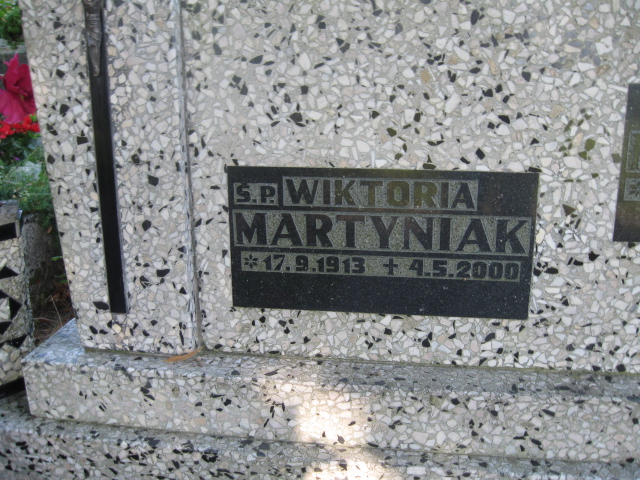 Ś.P. WIKTORIA
MARTYNIAK
* 17.9.1913 + 4.5.2000